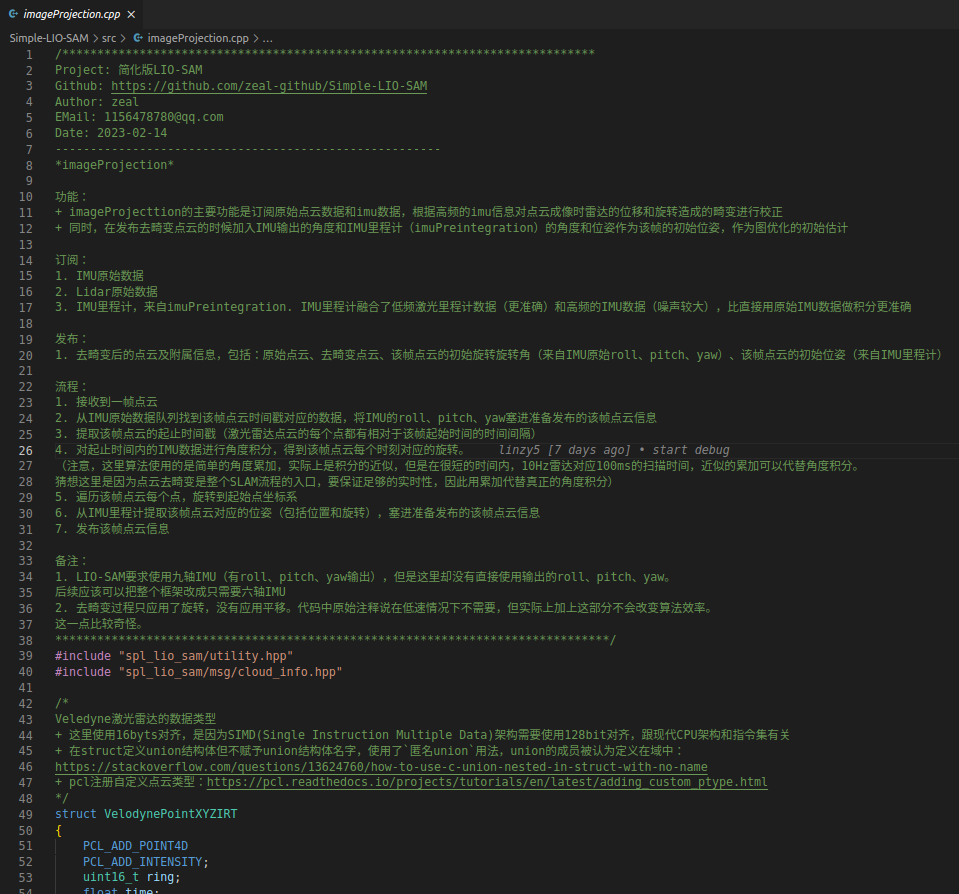 imageProjection.cpp ×
Simple-LIO-SAM > src > imageProjection.cpp > ...
1 /****************************************************************************
2 Project: 简化版LIO-SAM
3 Github: https://github.com/zeal-github/Simple-LIO-SAM
4 Author: zeal
5 EMail: 1156478780@qq.com
6 Date: 2023-02-14
7 -------------------------------------------------------
8 *imageProjection*
9
10 功能：
11 + imageProjecttion的主要功能是订阅原始点云数据和imu数据，根据高频的imu信息对点云成像时雷达的位移和旋转造成的畸变进行校正
12 + 同时，在发布去畸变点云的时候加入IMU输出的角度和IMU里程计（imuPreintegration）的角度和位姿作为该帧的初始位姿，作为图优化的初始估计
13
14 订阅：
15 1. IMU原始数据
16 2. Lidar原始数据
17 3. IMU里程计，来自imuPreintegration. IMU里程计融合了低频激光里程计数据（更准确）和高频的IMU数据（噪声较大），比直接用原始IMU数据做积分更准确
18
19 发布：
20 1. 去畸变后的点云及附属信息，包括：原始点云、去畸变点云、该帧点云的初始旋转旋转角（来自IMU原始roll、pitch、yaw）、该帧点云的初始位姿（来自IMU里程计）
21
22 流程：
23 1. 接收到一帧点云
24 2. 从IMU原始数据队列找到该帧点云时间戳对应的数据，将IMU的roll、pitch、yaw塞进准备发布的该帧点云信息
25 3. 提取该帧点云的起止时间戳（激光雷达点云的每个点都有相对于该帧起始时间的时间间隔）
26 4. 对起止时间内的IMU数据进行角度积分，得到该帧点云每个时刻对应的旋转。 linzy5 [7 days ago] • start debug
27 （注意，这里算法使用的是简单的角度累加，实际上是积分的近似，但是在很短的时间内，10Hz雷达对应100ms的扫描时间，近似的累加可以代替角度积分。
28 猜想这里是因为点云去畸变是整个SLAM流程的入口，要保证足够的实时性，因此用累加代替真正的角度积分）
29 5. 遍历该帧点云每个点，旋转到起始点坐标系
30 6. 从IMU里程计提取该帧点云对应的位姿（包括位置和旋转），塞进准备发布的该帧点云信息
31 7. 发布该帧点云信息
32
33 备注：
34 1. LIO-SAM要求使用九轴IMU（有roll、pitch、yaw输出），但是这里却没有直接使用输出的roll、pitch、yaw。
35 后续应该可以把整个框架改成只需要六轴IMU
36 2. 去畸变过程只应用了旋转，没有应用平移。代码中原始注释说在低速情况下不需要，但实际上加上这部分不会改变算法效率。
37 这一点比较奇怪。
38 *******************************************************************************/
39 #include "spl_lio_sam/utility.hpp"
40 #include "spl_lio_sam/msg/cloud_info.hpp"
41
42 /*
43 Veledyne激光雷达的数据类型
44 + 这里使用16byts对齐，是因为SIMD(Single Instruction Multiple Data)架构需要使用128bit对齐，跟现代CPU架构和指令集有关
45 + 在struct定义union结构体但不赋予union结构体名字，使用了`匿名union`用法，union的成员被认为定义在域中：
46 https://stackoverflow.com/questions/13624760/how-to-use-c-union-nested-in-struct-with-no-name
47 + pcl注册自定义点云类型：https://pcl.readthedocs.io/projects/tutorials/en/latest/adding_custom_ptype.html
48 */
49 struct VelodynePointXYZIRT
50 {
51 PCL_ADD_POINT4D
52 PCL_ADD_INTENSITY;
53 uint16_t ring;
54 float time;